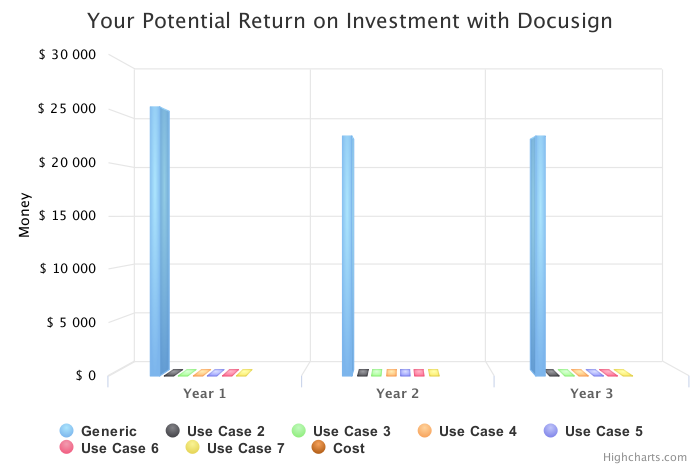 Your Potential Return on Investment with Docusign
$ 30 000
$ 25 000
$ 20 000
$ 15 000
$ 10 000
$ 5 000
$ 0
Money
Year 1 Year 2 Year 3
Generic Use Case 2 Use Case 3 Use Case 4 Use Case 5
Use Case 6 Use Case 7 Cost
Highcharts.com